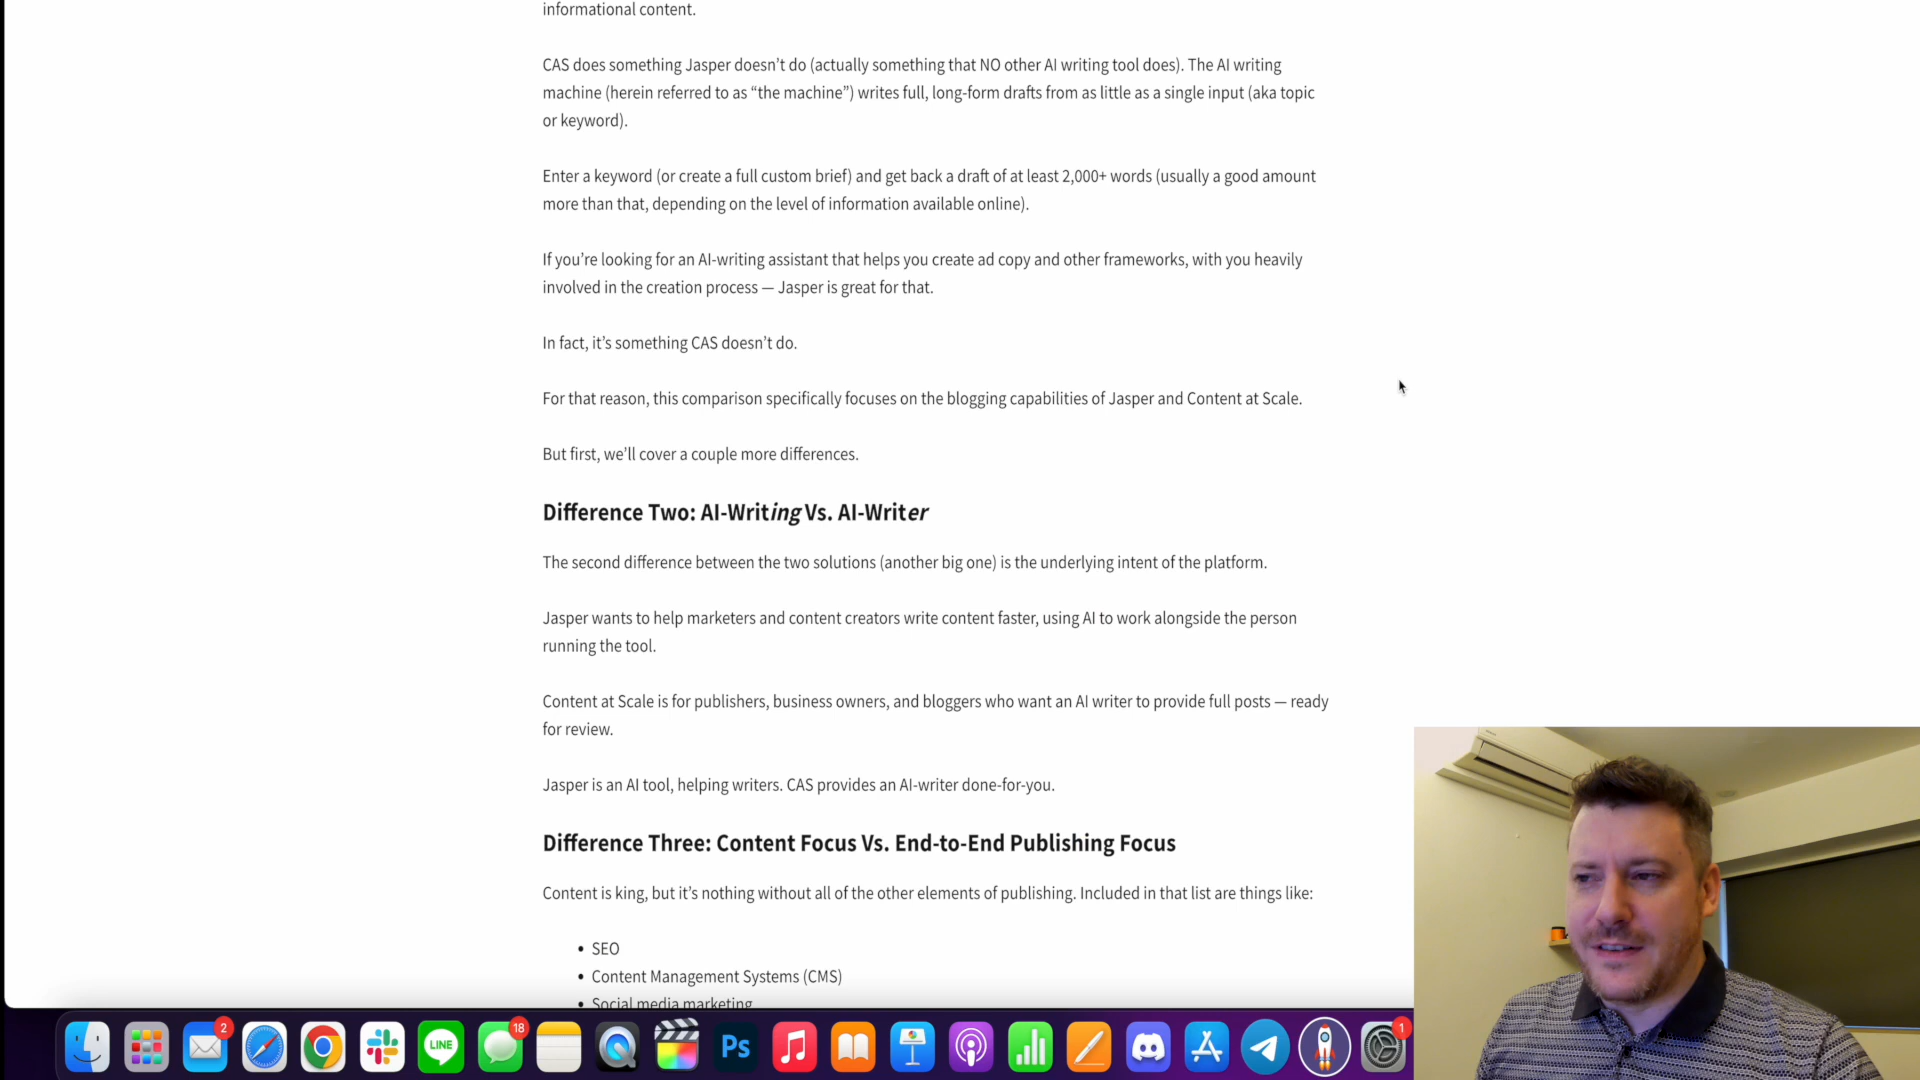 informational content.
CAS does something Jasper doesn’t do (actually something that NO other AI writing tool does). The AI writing
machine (herein referred to as “the machine”) writes full, long-form drafts from as little as a single input (aka topic
or keyword).
Enter a keyword (or create a full custom brief) and get back a draft of at least 2,000+ words (usually a good amount
more than that, depending on the level of information available online).
If you’re looking for an AI-writing assistant that helps you create ad copy and other frameworks, with you heavily
involved in the creation process — Jasper is great for that.
In fact, it’s something CAS doesn’t do.
For that reason, this comparison specifically focuses on the blogging capabilities of Jasper and Content at Scale.
But first, we’ll cover a couple more differences.
Difference Two: AI-Writing Vs. AI-Writer
The second difference between the two solutions (another big one) is the underlying intent of the platform.
Jasper wants to help marketers and content creators write content faster, using AI to work alongside the person
running the tool.
Content at Scale is for publishers, business owners, and bloggers who want an AI writer to provide full posts — ready
for review.
Jasper is an AI tool, helping writers. CAS provides an AI-writer done-for-you.
Difference Three: Content Focus Vs. End-to-End Publishing Focus
Content is king, but it’s nothing without all of the other elements of publishing. Included in that list are things like:
• SEO
• Content Management Systems (CMS)
• Social media marketing
2 LINE 18 Ps 1